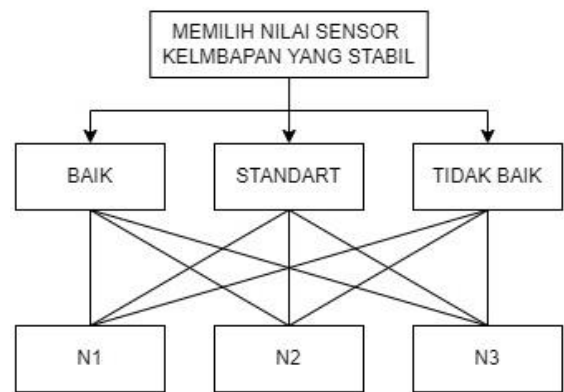 MEMILIH NILAI SENSOR
KELMBAPAN YANG STABIL
BAIK
STANDART
TIDAK BAIK
N1
N2
N3